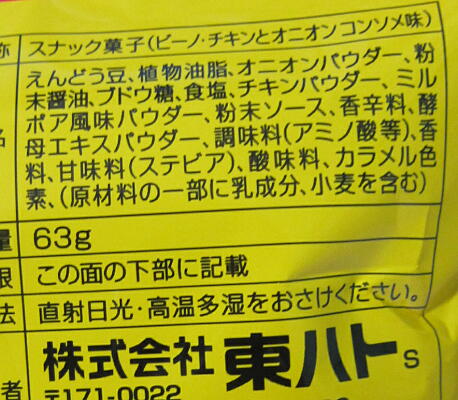 称 スナック菓子(ビーノ・チキンとオニオンコンソメ味)
えんどう豆、植物油脂、オニオンパウダー、粉
末醤油、ブドウ糖、食塩、チキンパウダー、ミル
ポア風味パウダー、粉末ソース、香辛料、酵
名 母エキスパウダー、調味料(アミノ酸等)、香
料、甘味料(ステビア)、酸味料、カラメル色
素、(原材料の一部に乳成分、小麦を含む)
量 63g
限 この面の下部に記載
法 直射日光・高温多湿をおさけください。
株式会社 東ハト S
者 〒171-0022